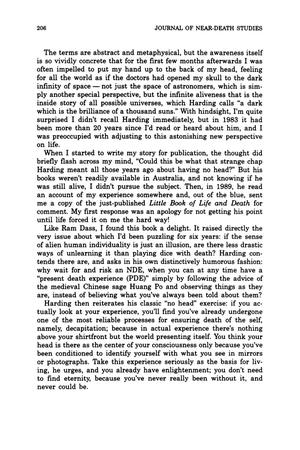 206
JOURNAL OF NEAR-DEATH STUDIES
The terms are abstract and metaphysical, but the awareness itself
is so vividly concrete that for the first few months afterwards I was
often impelled to put my hand up to the back of my head, feeling
for all the world as if the doctors had opened my skull to the dark
infinity of space — not just the space of astronomers, which is sim-
ply another special perspective, but the infinite aliveness that is the
inside story of all possible universes, which Harding calls "a dark
which is the brilliance of a thousand suns." With hindsight, I'm quite
surprised I didn't recall Harding immediately, but in 1983 it had
been more than 20 years since I'd read or heard about him, and I
was preoccupied with adjusting to this astonishing new perspective
on life.
When I started to write my story for publication, the thought did
briefly flash across my mind, "Could this be what that strange chap
Harding meant all those years ago about having no head?" But his
books weren't readily available in Australia, and not knowing if he
was still alive, I didn't pursue the subject. Then, in 1989, he read
an account of my experience somewhere and, out of the blue, sent
me a copy of the just-published Little Book of Life and Death for
comment. My first response was an apology for not getting his point
until life forced it on me the hard way!
Like Ram Dass, I found this book a delight. It raised directly the
very issue about which I'd been puzzling for six years: if the sense
of alien human individuality is just an illusion, are there less drastic
ways of unlearning it than playing dice with death? Harding con-
tends there are, and asks in his own distinctively humorous fashion:
why wait for and risk an NDE, when you can at any time have a
"present death experience (PDE)" simply by following the advice of
the medieval Chinese sage Huang Po and observing things as they
are, instead of believing what you've always been told about them?
Harding then reiterates his classic "no head" exercise: if you ac-
tually look at your experience, you'll find you've already undergone
one of the most reliable processes for ensuring death of the self,
namely, decapitation; because in actual experience there's nothing
above your shirtfront but the world presenting itself. You think your
head is there as the center of your consciousness only because you've
been conditioned to identify yourself with what you see in mirrors
or photographs. Take this experience seriously as the basis for liv-
ing, he urges, and you already have enlightenment; you don't need
to find eternity, because you've never really been without it, and
never could be.